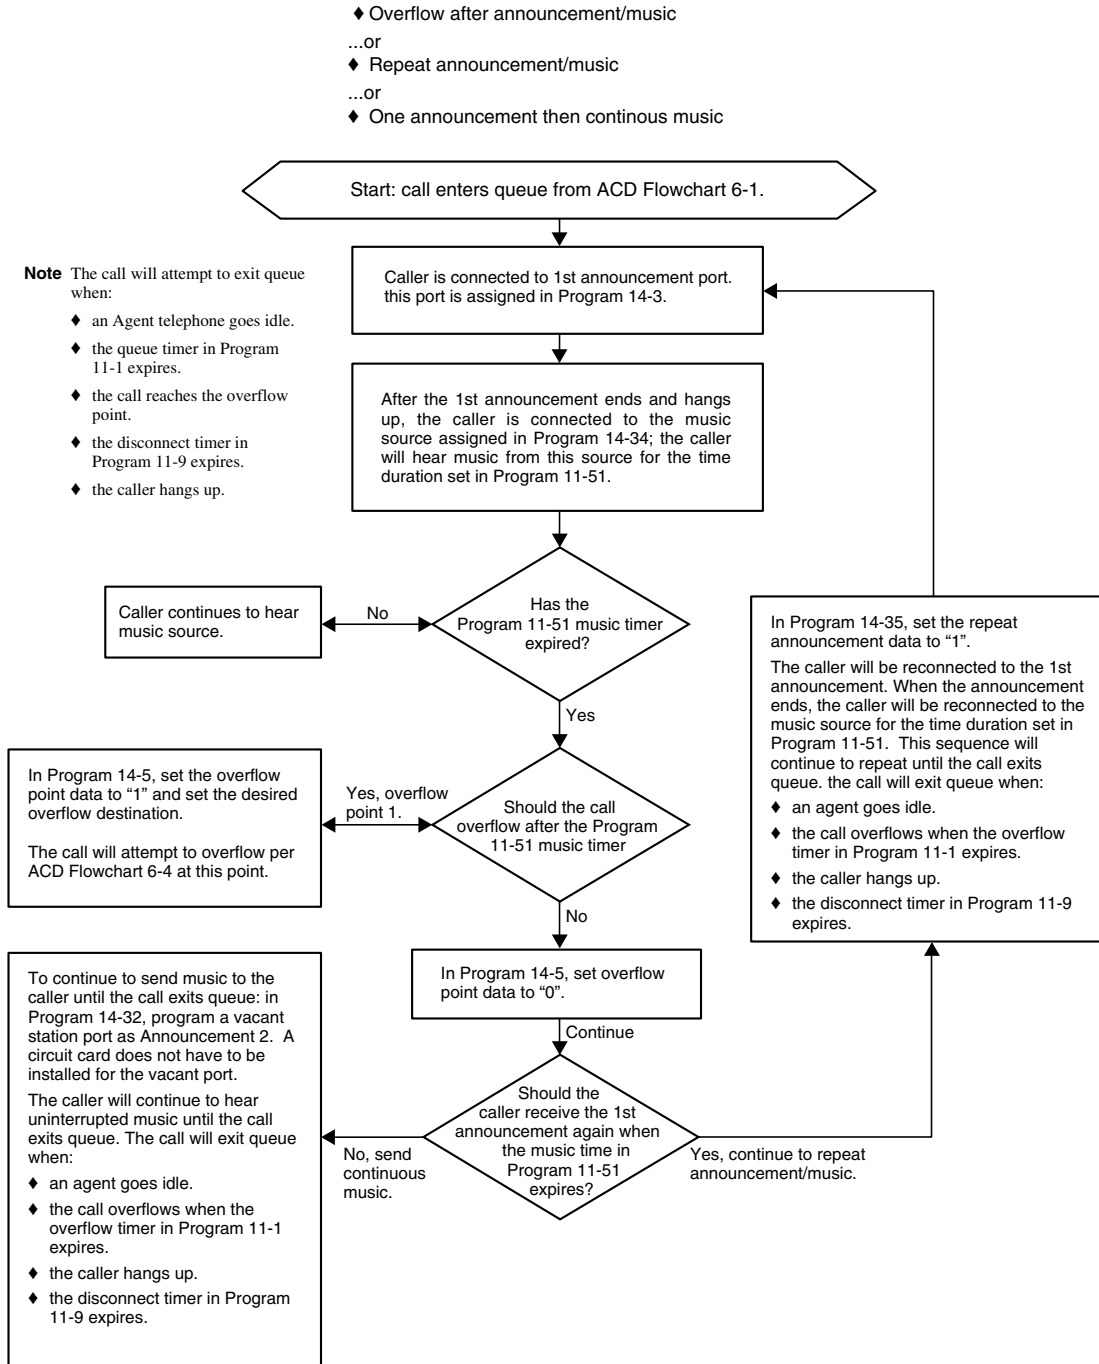 ♦ Overflow after announcement/music
...or
♦ Repeat announcement/music
...or
♦ One announcement then continous music
Start: call enters queue from ACD Flowchart 6-1.
Note The call will attempt to exit queue
when:
♦ an Agent telephone goes idle.
♦ the queue timer in Program
11-1 expires.
♦ the call reaches the overflow
point.
♦ the disconnect timer in
Program 11-9 expires.
♦ the caller hangs up.
Caller is connected to 1st announcement port.
this port is assigned in Program 14-3.
After the 1st announcement ends and hangs
up, the caller is connected to the music
source assigned in Program 14-34; the caller
will hear music from this source for the time
duration set in Program 11-51.
Has the
Program 11-51 music timer
expired?
No
Caller continues to hear
music source.
Yes
Should the call
overflow after the Program
11-51 music timer
Yes, overflow
point 1.
In Program 14-5, set the overflow
point data to “1” and set the desired
overflow destination.
The call will attempt to overflow per
ACD Flowchart 6-4 at this point.
No
In Program 14-5, set overflow
point data to “0”.
Continue
Should the
caller receive the 1st
announcement again when
the music time in
Program 11-51
expires?
No, send
continuous
music.
To continue to send music to the
caller until the call exits queue: in
Program 14-32, program a vacant
station port as Announcement 2. A
circuit card does not have to be
installed for the vacant port.
The caller will continue to hear
uninterrupted music until the call
exits queue. The call will exit queue
when:
♦ an agent goes idle.
♦ the call overflows when the
overflow timer in Program 11-1
expires.
♦ the caller hangs up.
♦ the disconnect timer in Program
11-9 expires.
Yes, continue to repeat
announcement/music.
In Program 14-35, set the repeat
announcement data to “1”.
The caller will be reconnected to the 1st
announcement. When the announcement
ends, the caller will be reconnected to the
music source for the time duration set in
Program 11-51. This sequence will
continue to repeat until the call exits
queue. the call will exit queue when:
♦ an agent goes idle.
♦ the call overflows when the overflow
timer in Program 11-1 expires.
♦ the caller hangs up.
♦ the disconnect timer in Program 11-9
expires.